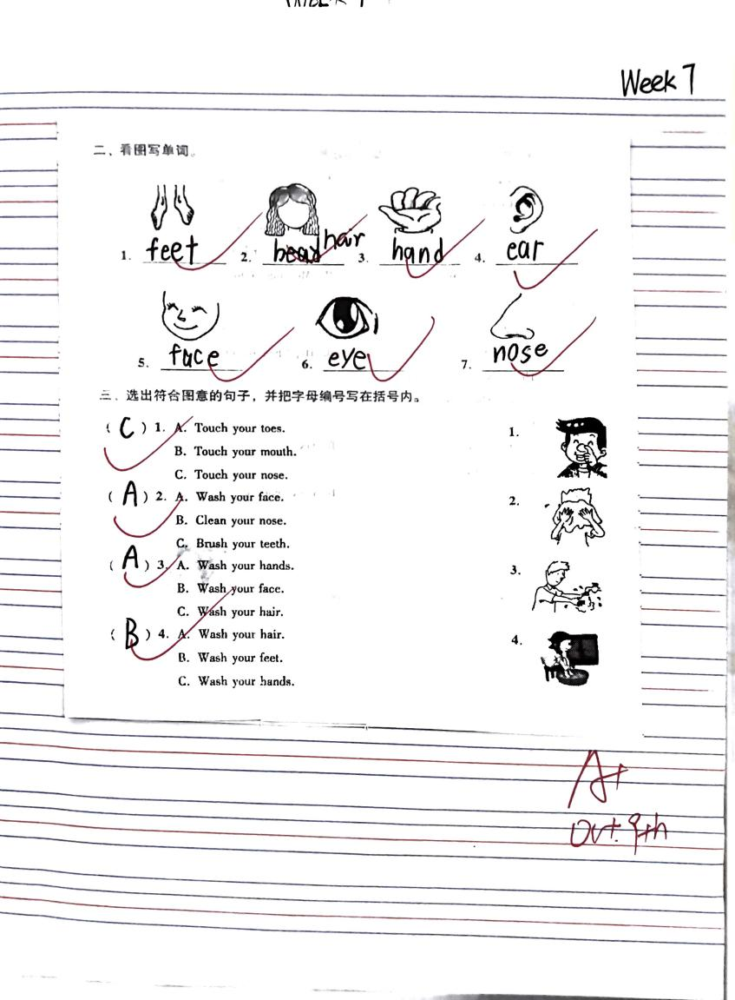 Week 7
二、看图写单词。
1. feet 2. head hair 3. hand 4. ear
5. face 6. eye 7. nose
三、选出符合图意的句子，并把字母编号写在括号内。
( C ) 1. A. Touch your toes. 1.
B. Touch your mouth.
C. Touch your nose.
( A ) 2. A. Wash your face. 2.
B. Clean your nose.
C. Brush your teeth.
( A ) 3. A. Wash your hands. 3.
B. Wash your face.
C. Wash your hair.
( B ) 4. A. Wash your hair. 4.
B. Wash your feet.
C. Wash your hands.
A+
Oct. 9th